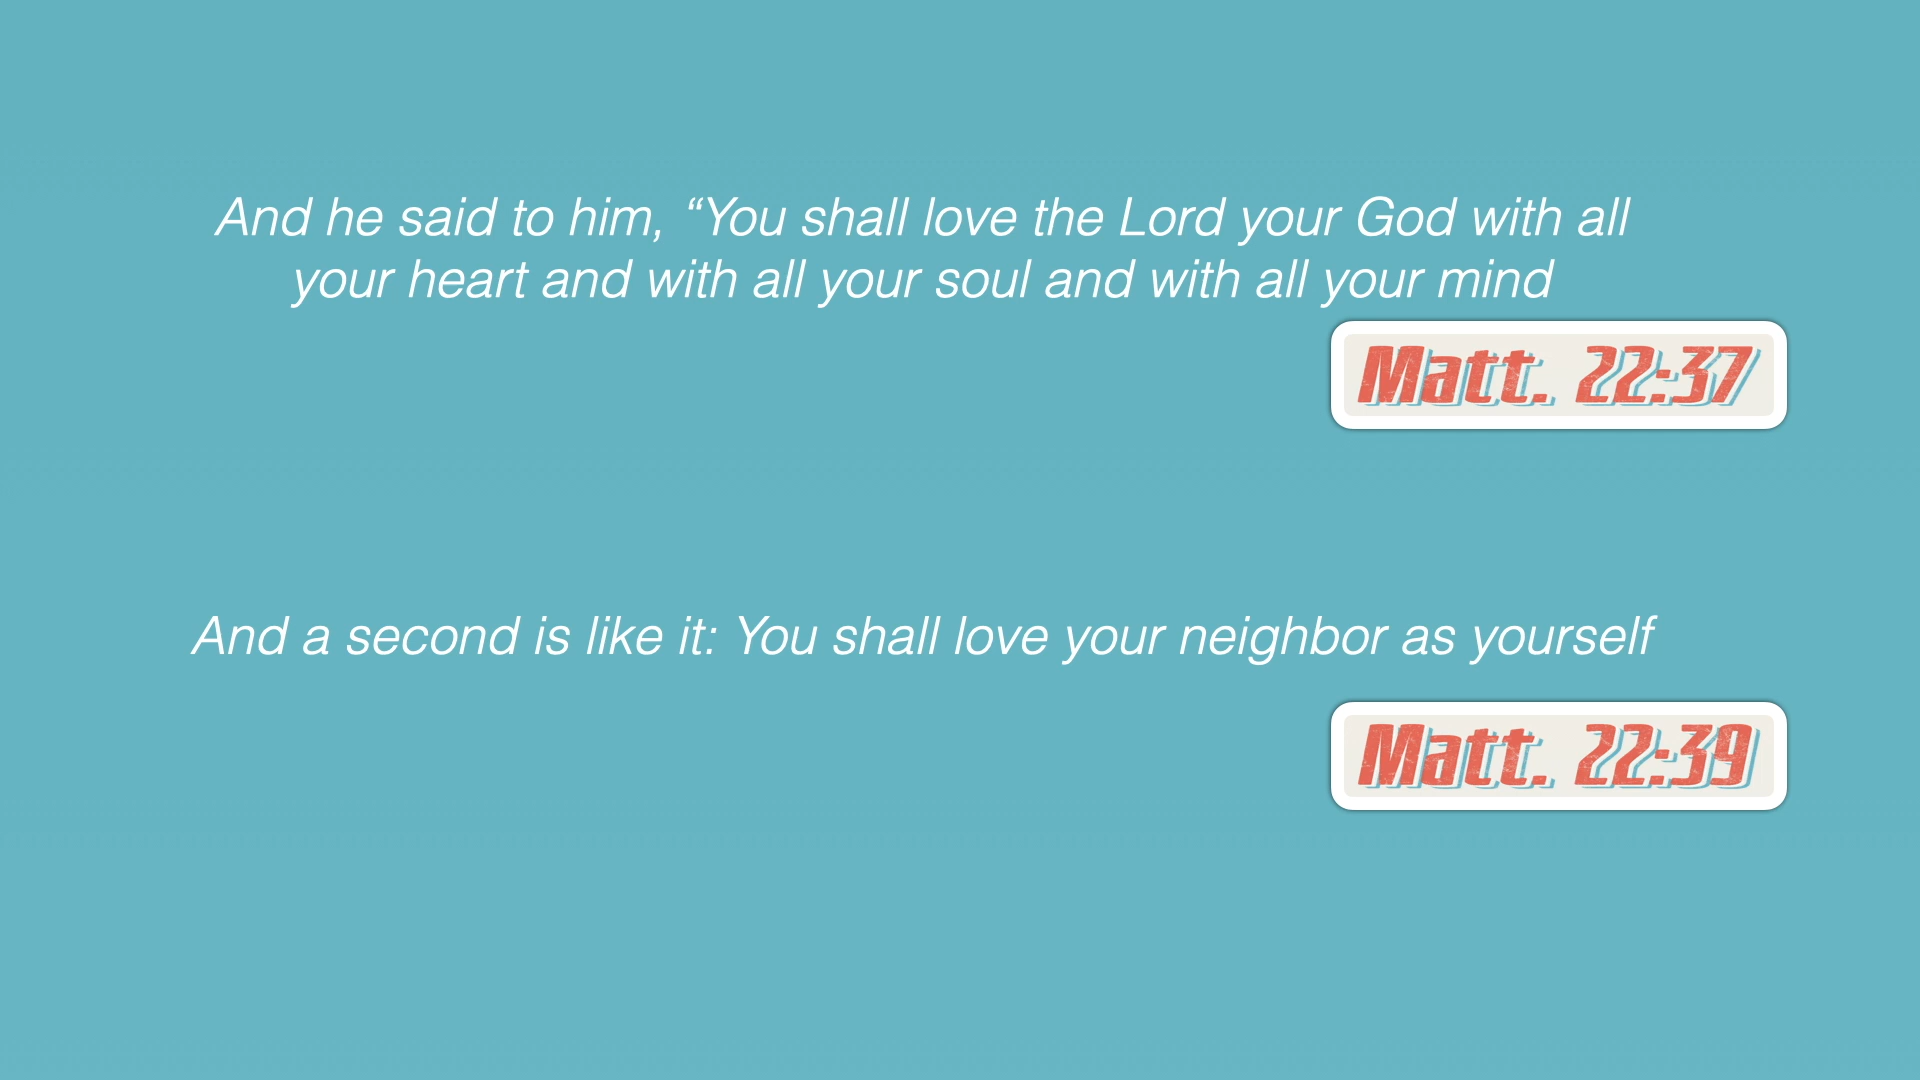 And he said to him, “You shall love the Lord your God with all
your heart and with all your soul and with all your mind
Matt. 22:37
And a second is like it: You shall love your neighbor as yourself
Matt. 22:39